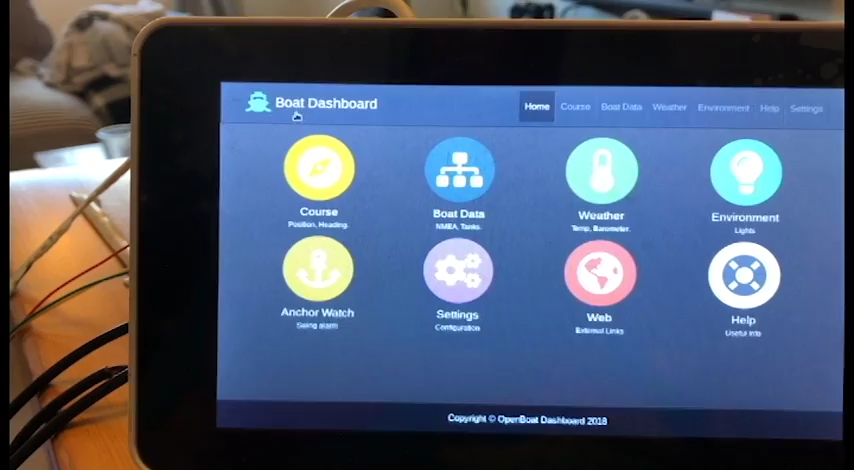 Boat Dashboard
Home Course Boat Data Weather Environment Help Settings
Course
Position, Heading.
Boat Data
NMEA, Tanks.
Weather
Temp, Barometer.
Environment
Lights
Anchor Watch
Swing alarm
Settings
Configuration
Web
External Links
Help
Useful info
Copyright © OpenBoat Dashboard 2018